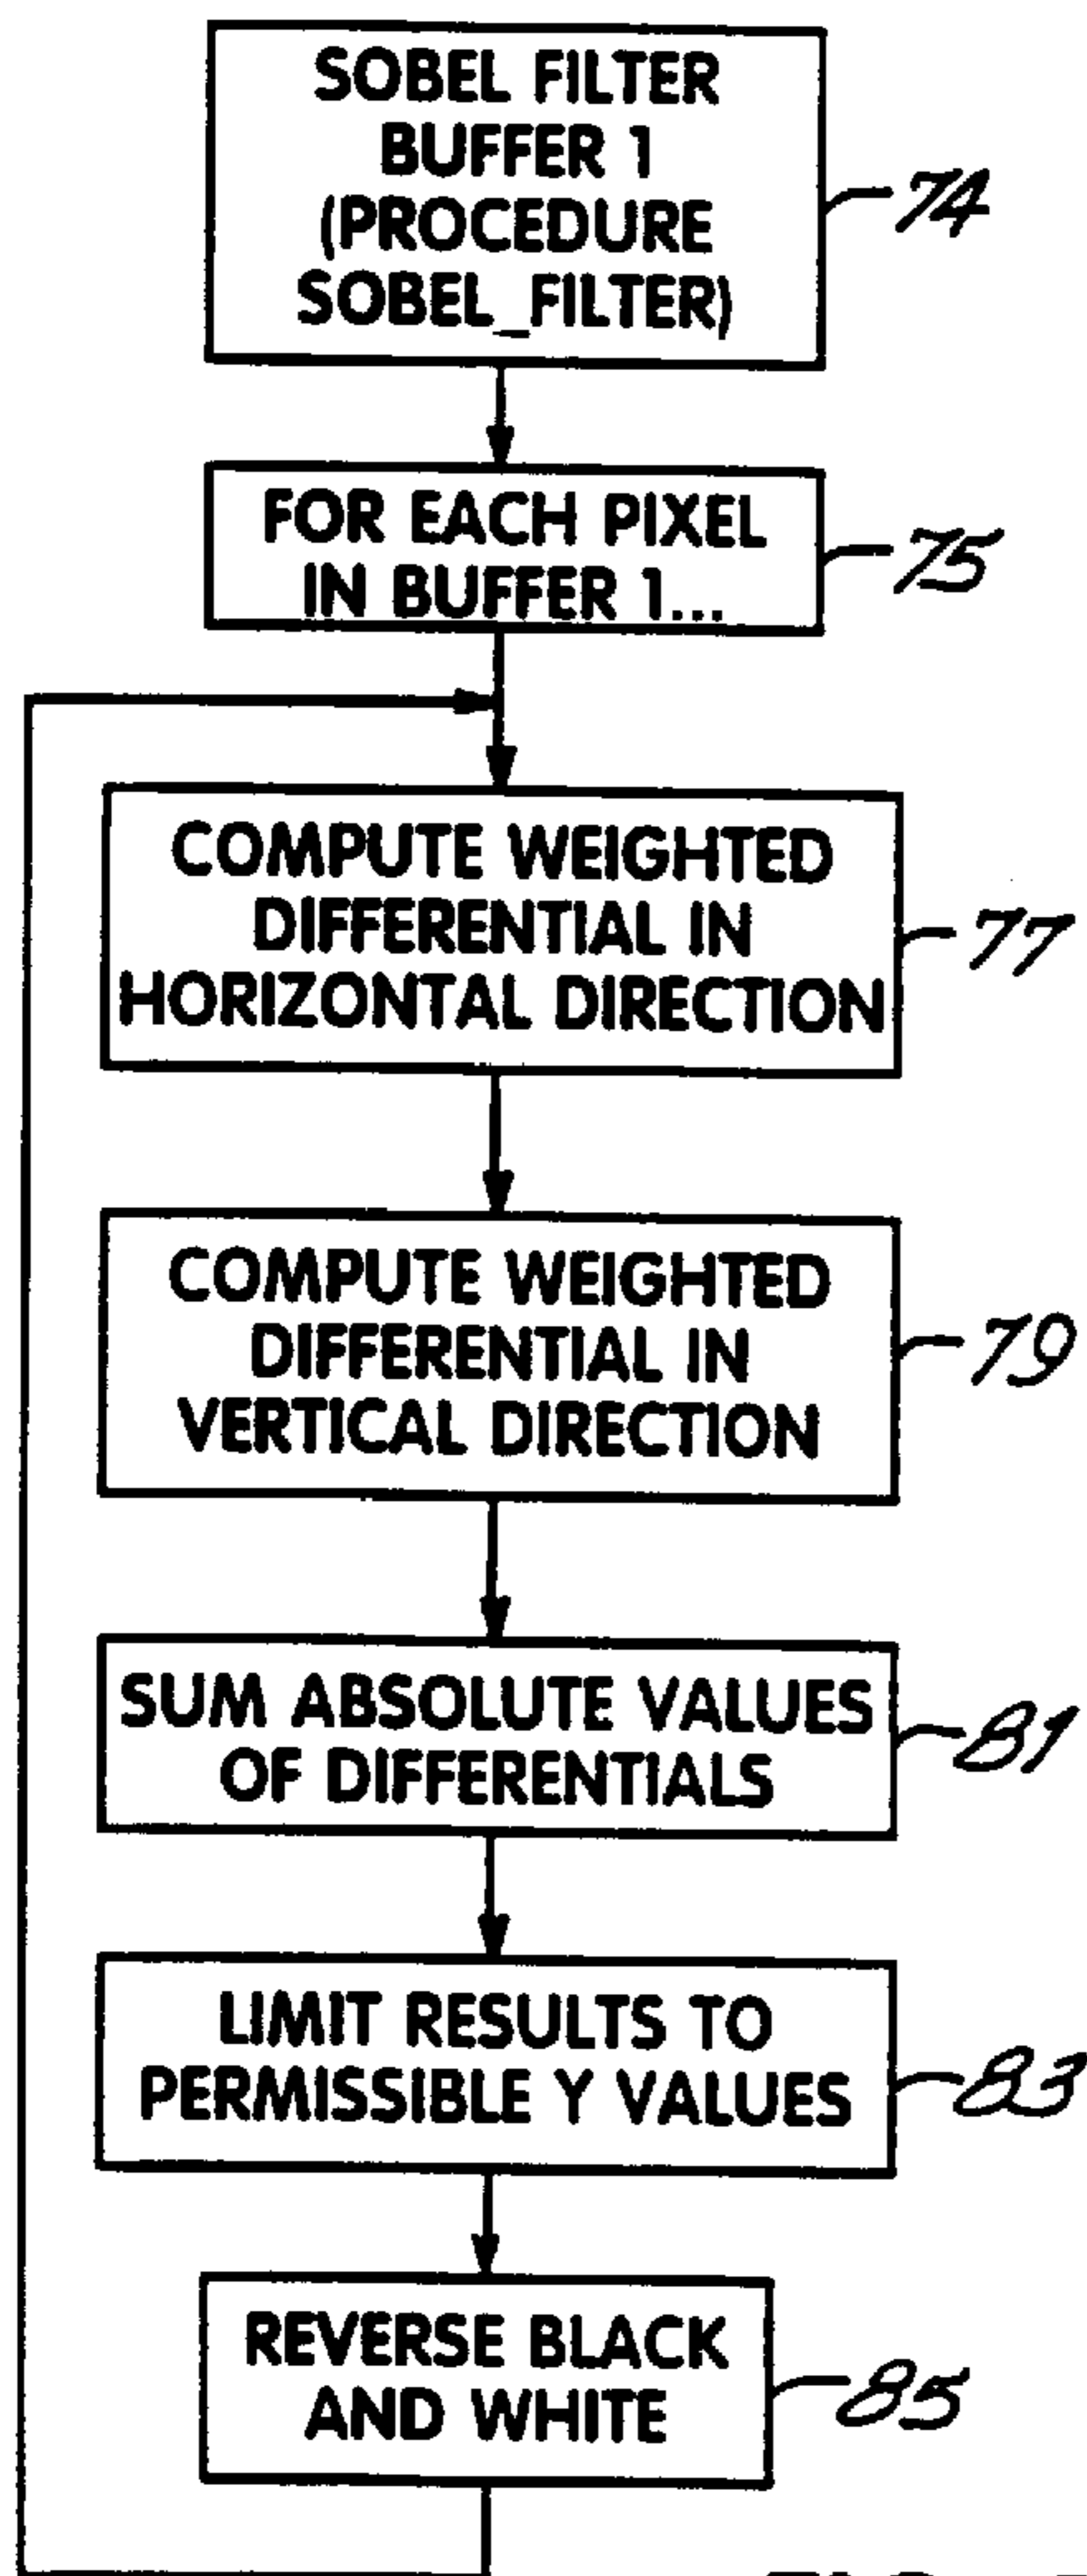 SOBEL FILTER
BUFFER 1
(PROCEDURE
SOBEL_FILTER)
74
FOR EACH PIXEL
IN BUFFER 1...
75
COMPUTE WEIGHTED
DIFFERENTIAL IN
HORIZONTAL DIRECTION
77
COMPUTE WEIGHTED
DIFFERENTIAL IN
VERTICAL DIRECTION
79
SUM ABSOLUTE VALUES
OF DIFFERENTIALS
81
LIMIT RESULTS TO
PERMISSIBLE Y VALUES
83
REVERSE BLACK
AND WHITE
85